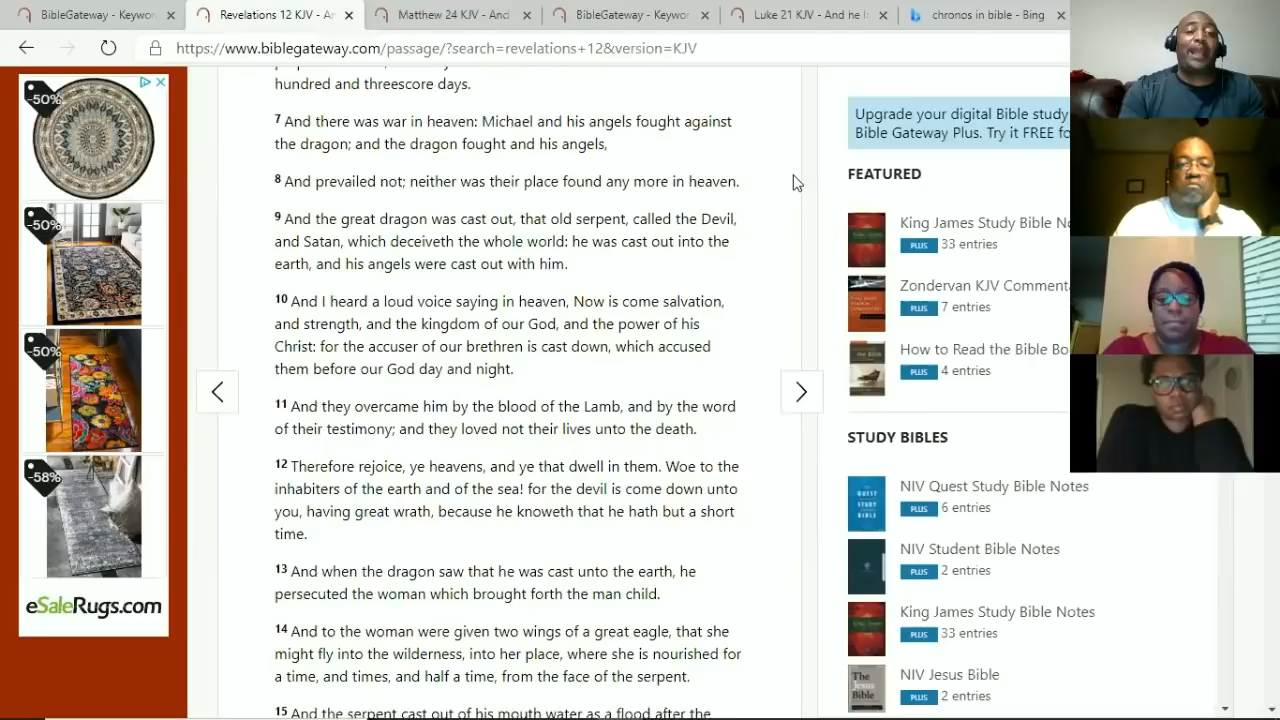 BibleGateway - Keywor
Revelations 12 KJV - Ar
Matthew 24 KJV - And
BibleGateway - Keywor
Luke 21 KJV - And he l
chronos in bible - Bing
https://www.biblegateway.com/passage/?search=revelations+12&version=KJV
-50%
-50%
-50%
-58%
eSaleRugs.com
hundred and threescore days.
7 And there was war in heaven: Michael and his angels fought against
the dragon; and the dragon fought and his angels,
8 And prevailed not; neither was their place found any more in heaven.
9 And the great dragon was cast out, that old serpent, called the Devil,
and Satan, which deceiveth the whole world: he was cast out into the
earth, and his angels were cast out with him.
10 And I heard a loud voice saying in heaven, Now is come salvation,
and strength, and the kingdom of our God, and the power of his
Christ: for the accuser of our brethren is cast down, which accused
them before our God day and night.
11 And they overcame him by the blood of the Lamb, and by the word
of their testimony; and they loved not their lives unto the death.
12 Therefore rejoice, ye heavens, and ye that dwell in them. Woe to the
inhabiters of the earth and of the sea! for the devil is come down unto
you, having great wrath, because he knoweth that he hath but a short
time.
13 And when the dragon saw that he was cast unto the earth, he
persecuted the woman which brought forth the man child.
14 And to the woman were given two wings of a great eagle, that she
might fly into the wilderness, into her place, where she is nourished for
a time, and times, and half a time, from the face of the serpent.
15 And the serpent cast out of his mouth water as a flood after the
Upgrade your digital Bible study
Bible Gateway Plus. Try it FREE fo
FEATURED
King James Study Bible No
PLUS 33 entries
Zondervan KJV Commenta
PLUS 7 entries
How to Read the Bible Bo
PLUS 4 entries
STUDY BIBLES
NIV Quest Study Bible Notes
PLUS 6 entries
NIV Student Bible Notes
PLUS 2 entries
King James Study Bible Notes
PLUS 33 entries
NIV Jesus Bible
PLUS 2 entries